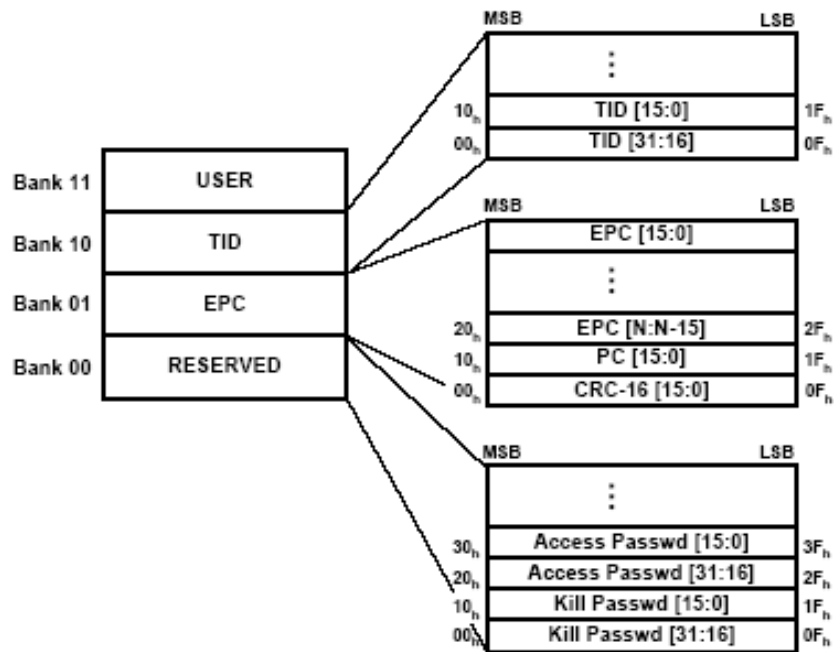 MSB LSB
⋮
10h TID [15:0] 1Fh
00h TID [31:16] 0Fh
Bank 11 USER
Bank 10 TID
Bank 01 EPC
Bank 00 RESERVED
MSB LSB
EPC [15:0]
⋮
20h EPC [N:N-15] 2Fh
10h PC [15:0] 1Fh
00h CRC-16 [15:0] 0Fh
MSB LSB
⋮
30h Access Passwd [15:0] 3Fh
20h Access Passwd [31:16] 2Fh
10h Kill Passwd [15:0] 1Fh
00h Kill Passwd [31:16] 0Fh